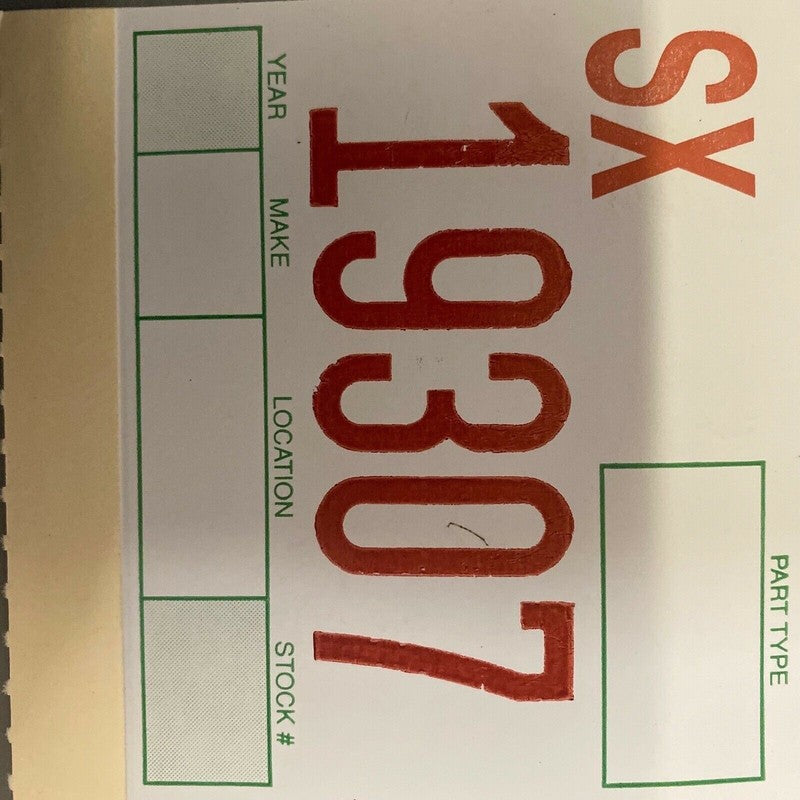 PART TYPE
SX
19307
YEAR MAKE LOCATION STOCK #